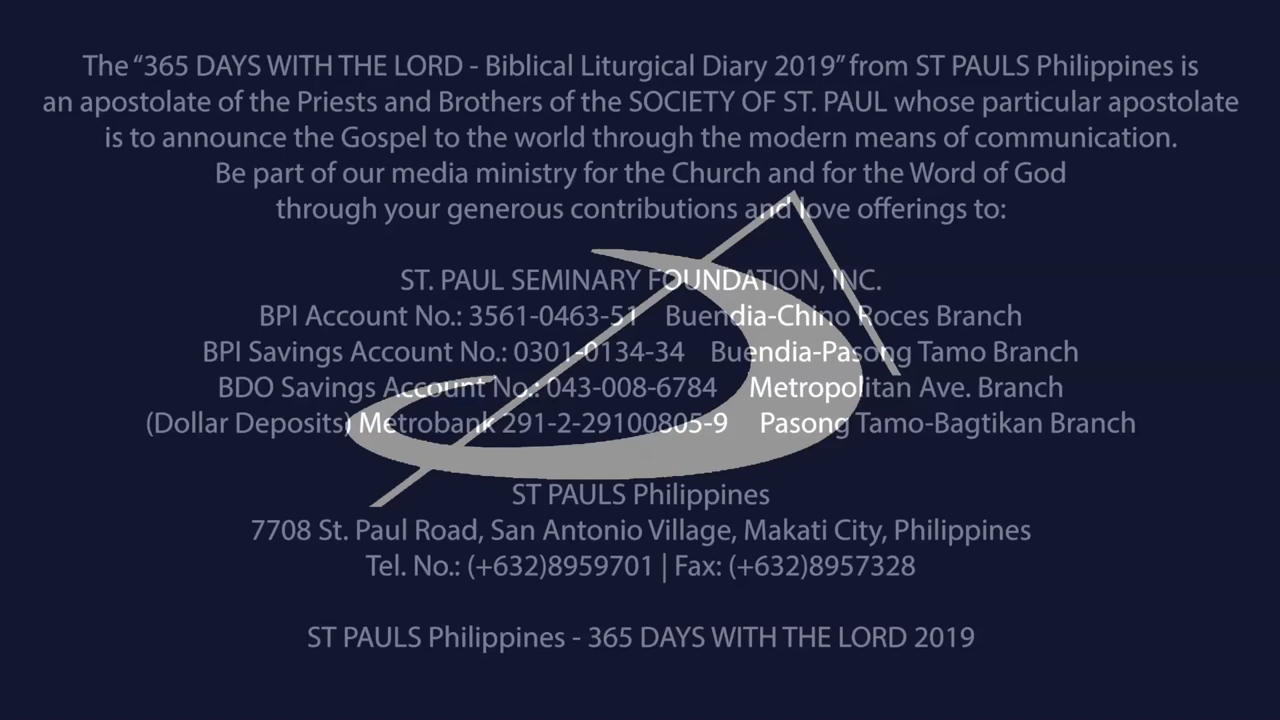 The “365 DAYS WITH THE LORD - Biblical Liturgical Diary 2019” from ST PAULS Philippines is
an apostolate of the Priests and Brothers of the SOCIETY OF ST. PAUL whose particular apostolate
is to announce the Gospel to the world through the modern means of communication.
Be part of our media ministry for the Church and for the Word of God
through your generous contributions and love offerings to:
ST. PAUL SEMINARY FOUNDATION, INC.
BPI Account No.: 3561-0463-51 Buendia-Chino Roces Branch
BPI Savings Account No.: 0301-0134-34 Buendia-Pasong Tamo Branch
BDO Savings Account No.: 043-008-6784 Metropolitan Ave. Branch
(Dollar Deposits) Metrobank 291-2-29100805-9 Pasong Tamo-Bagtikan Branch
ST PAULS Philippines
7708 St. Paul Road, San Antonio Village, Makati City, Philippines
Tel. No.: (+632)8959701 | Fax: (+632)8957328
ST PAULS Philippines - 365 DAYS WITH THE LORD 2019